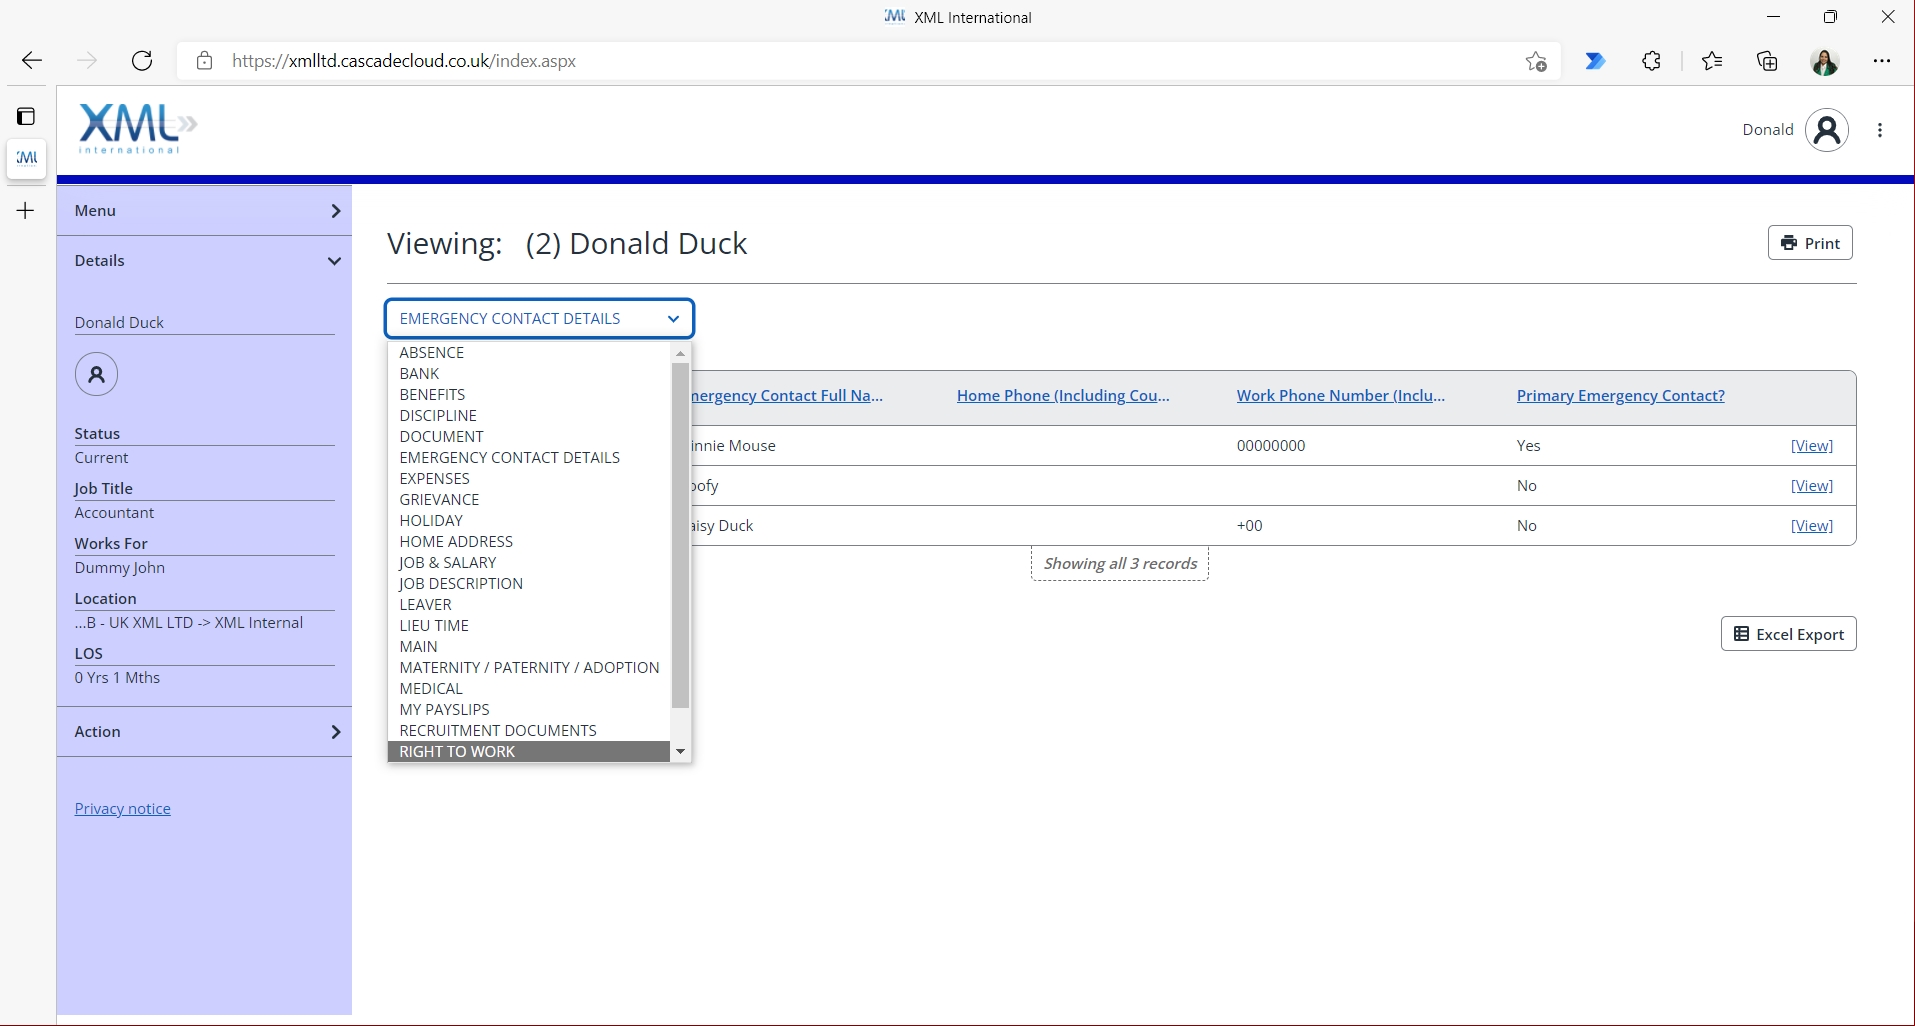 XML International
https://xmlltd.cascadecloud.co.uk/index.aspx
XML
international
Donald
Menu
Details
Donald Duck
Status
Current
Job Title
Accountant
Works For
Dummy John
Location
...B - UK XML LTD -> XML Internal
LOS
0 Yrs 1 Mths
Action
Privacy notice
Viewing: (2) Donald Duck
Print
EMERGENCY CONTACT DETAILS
ABSENCE
BANK
BENEFITS
DISCIPLINE
DOCUMENT
EMERGENCY CONTACT DETAILS
EXPENSES
GRIEVANCE
HOLIDAY
HOME ADDRESS
JOB & SALARY
JOB DESCRIPTION
LEAVER
LIEU TIME
MAIN
MATERNITY / PATERNITY / ADOPTION
MEDICAL
MY PAYSLIPS
RECRUITMENT DOCUMENTS
RIGHT TO WORK
mergency Contact Full Na... Home Phone (Including Cou... Work Phone Number (Inclu... Primary Emergency Contact?
innie Mouse 00000000 Yes [View]
oofy No [View]
aisy Duck +00 No [View]
Showing all 3 records
Excel Export